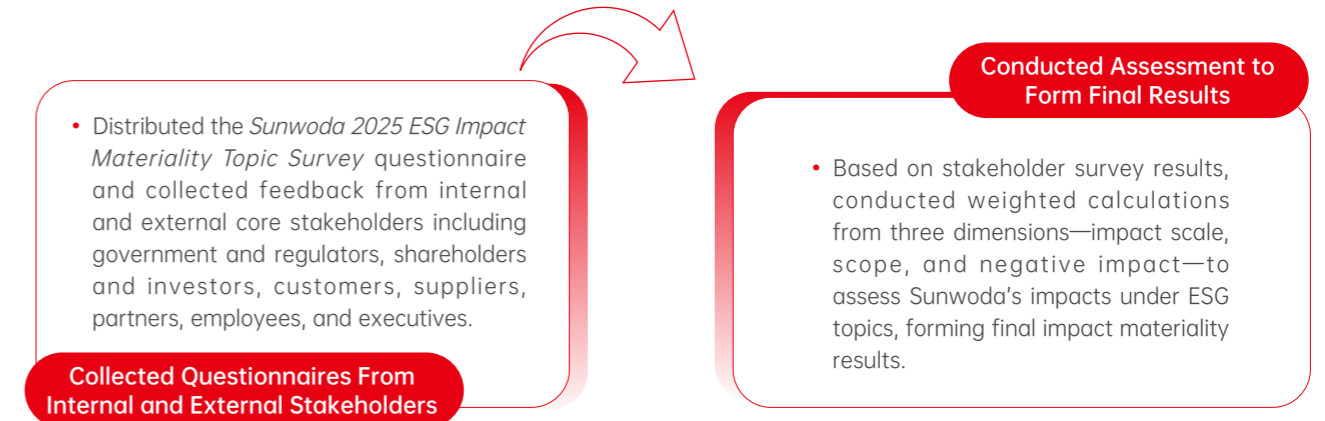 • Distributed the Sunwoda 2025 ESG Impact
Materiality Topic Survey questionnaire
and collected feedback from internal
and external core stakeholders including
government and regulators, shareholders
and investors, customers, suppliers,
partners, employees, and executives.
Collected Questionnaires From
Internal and External Stakeholders
Conducted Assessment to
Form Final Results
• Based on stakeholder survey results,
conducted weighted calculations
from three dimensions—impact scale,
scope, and negative impact—to
assess Sunwoda's impacts under ESG
topics, forming final impact materiality
results.